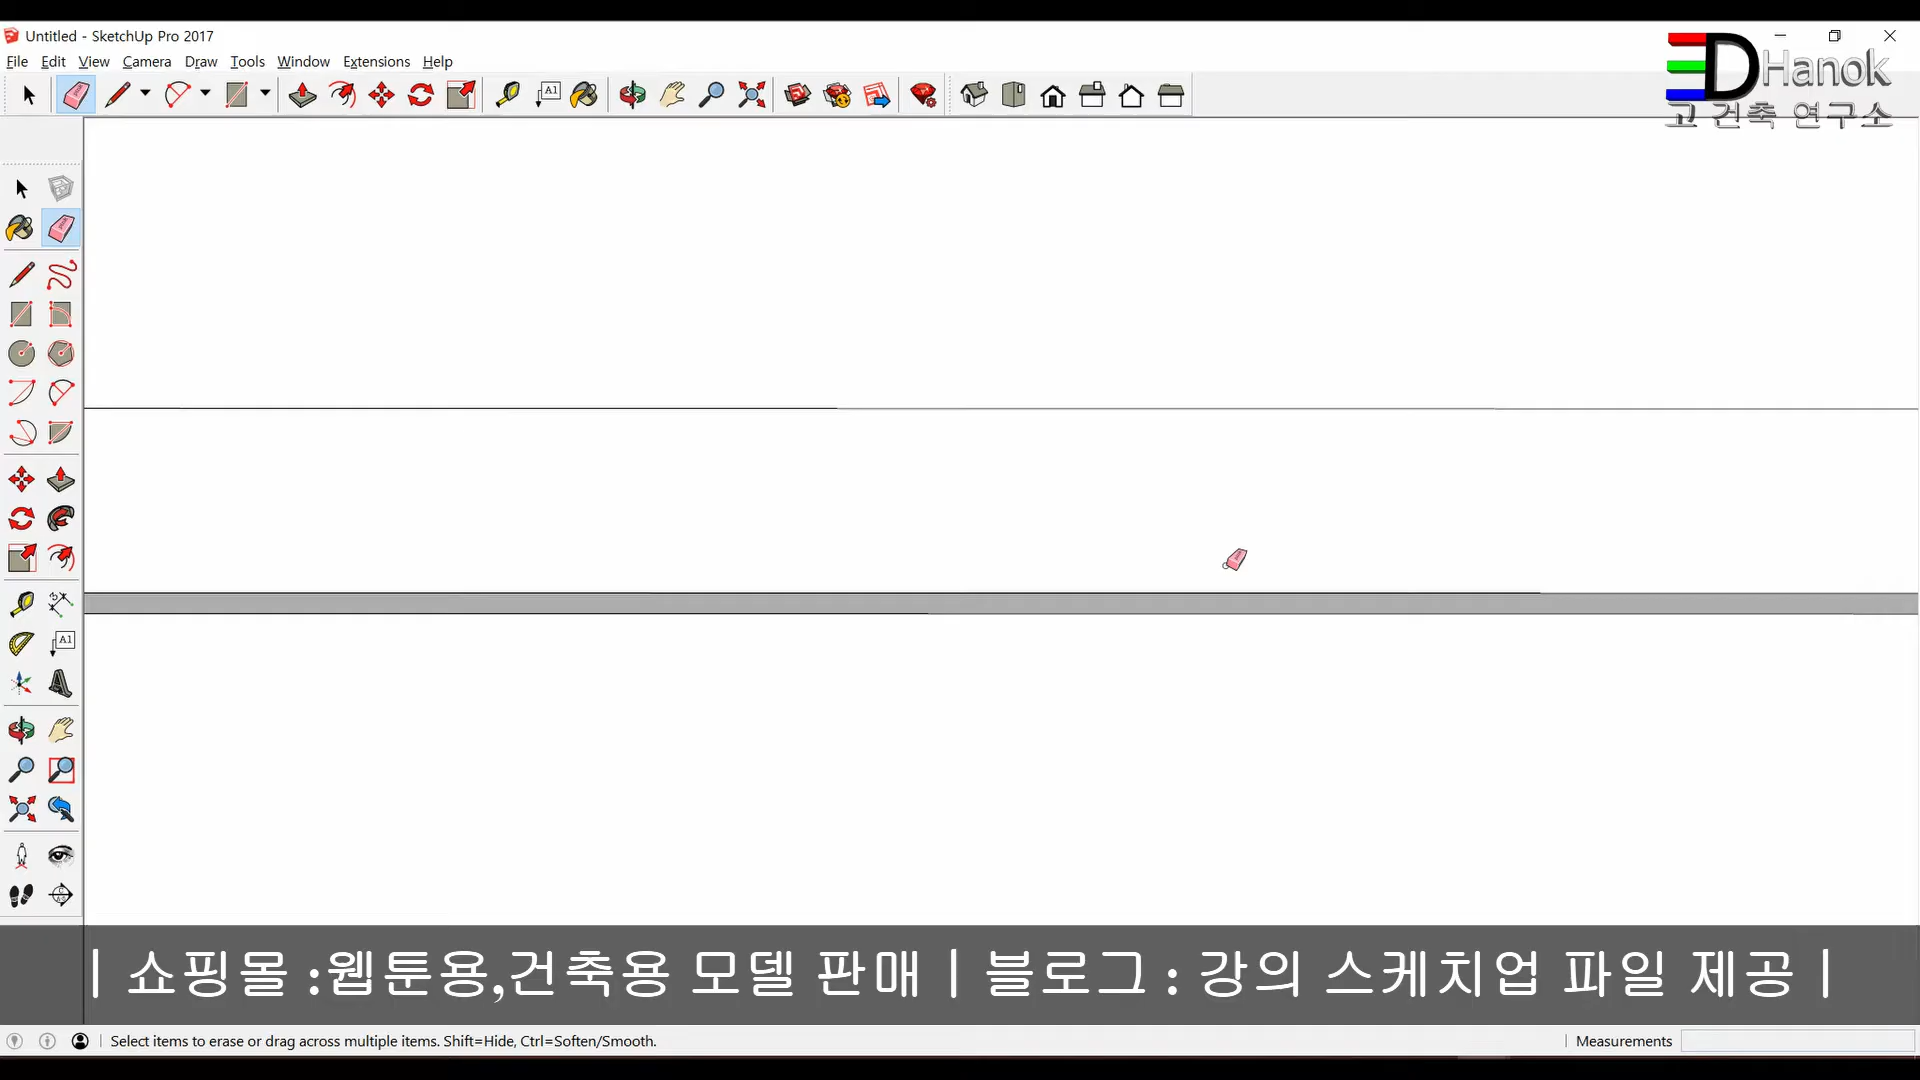 Untitled - SketchUp Pro 2017
File Edit View Camera Draw Tools Window Extensions Help
3DHanok
고 건축 연구소
A1
A1
| 쇼핑몰 :웹툰용,건축용 모델 판매 | 블로그 : 강의 스케치업 파일 제공 |
Select items to erase or drag across multiple items. Shift=Hide, Ctrl=Soften/Smooth.
Measurements